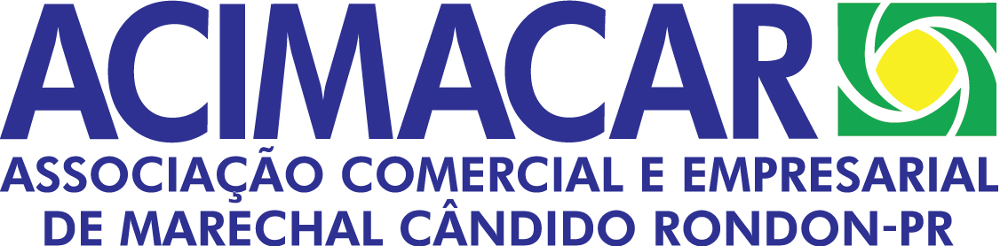 ACIMACAR
ASSOCIAÇÃO COMERCIAL E EMPRESARIAL
DE MARECHAL CÂNDIDO RONDON-PR